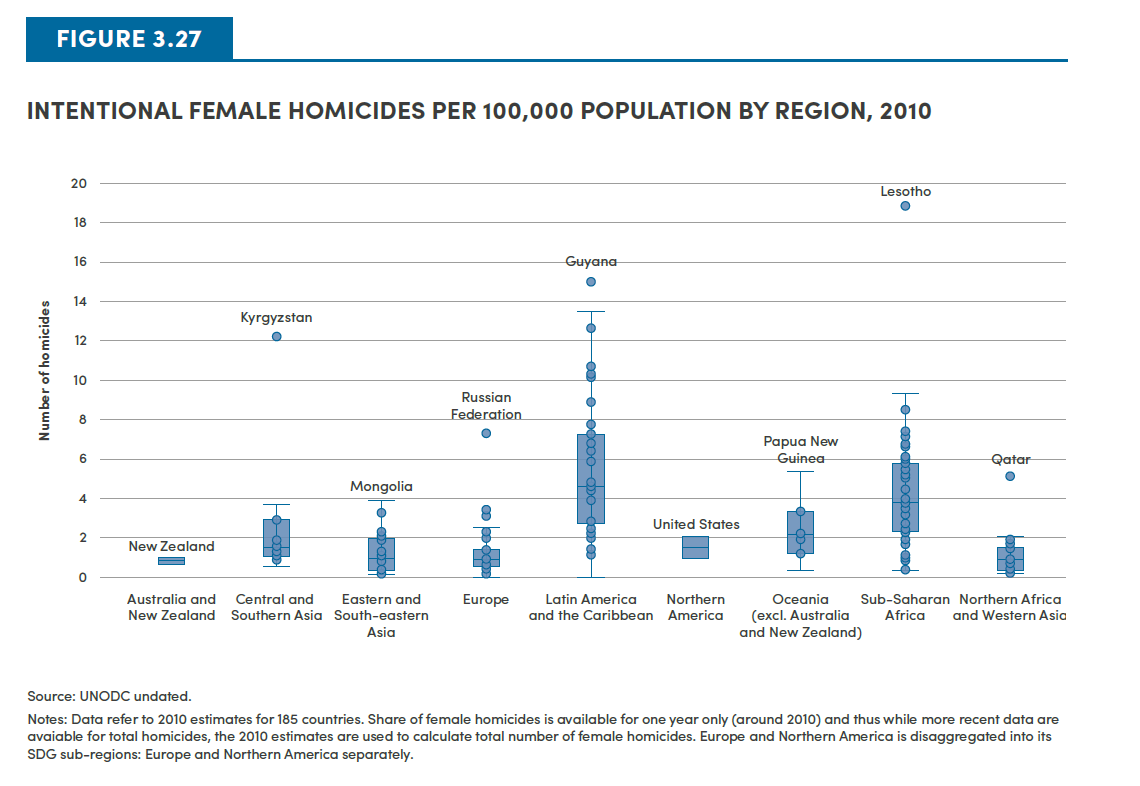 FIGURE 3.27
INTENTIONAL FEMALE HOMICIDES PER 100,000 POPULATION BY REGION, 2010
Number of homicides
20
18
16
14
12
10
8
6
4
2
0
New Zealand
Kyrgyzstan
Mongolia
Russian
Federation
Guyana
United States
Papua New
Guinea
Lesotho
Qatar
Australia and
New Zealand
Central and
Southern Asia
Eastern and
South-eastern
Asia
Europe
Latin America
and the Caribbean
Northern
America
Oceania
(excl. Australia
and New Zealand)
Sub-Saharan
Africa
Northern Africa
and Western Asia
Source: UNODC undated.
Notes: Data refer to 2010 estimates for 185 countries. Share of female homicides is available for one year only (around 2010) and thus while more recent data are
avaiable for total homicides, the 2010 estimates are used to calculate total number of female homicides. Europe and Northern America is disaggregated into its
SDG sub-regions: Europe and Northern America separately.